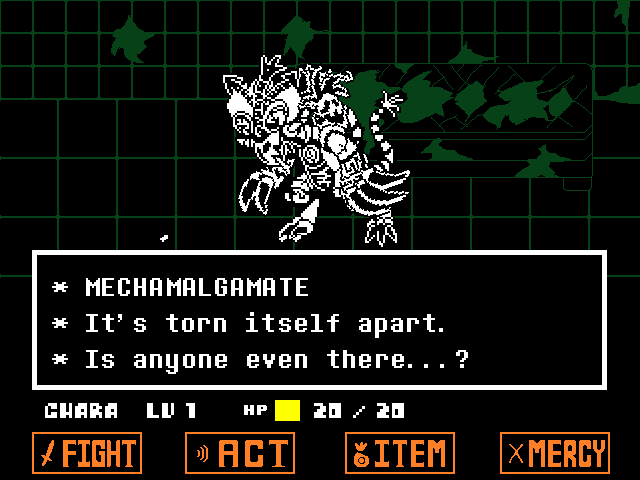 * MECHAMALGAMATE
* It's torn itself apart.
* Is anyone even there...?
CHARA LV 1 HP 20 / 20
FIGHT ACT ITEM MERCY